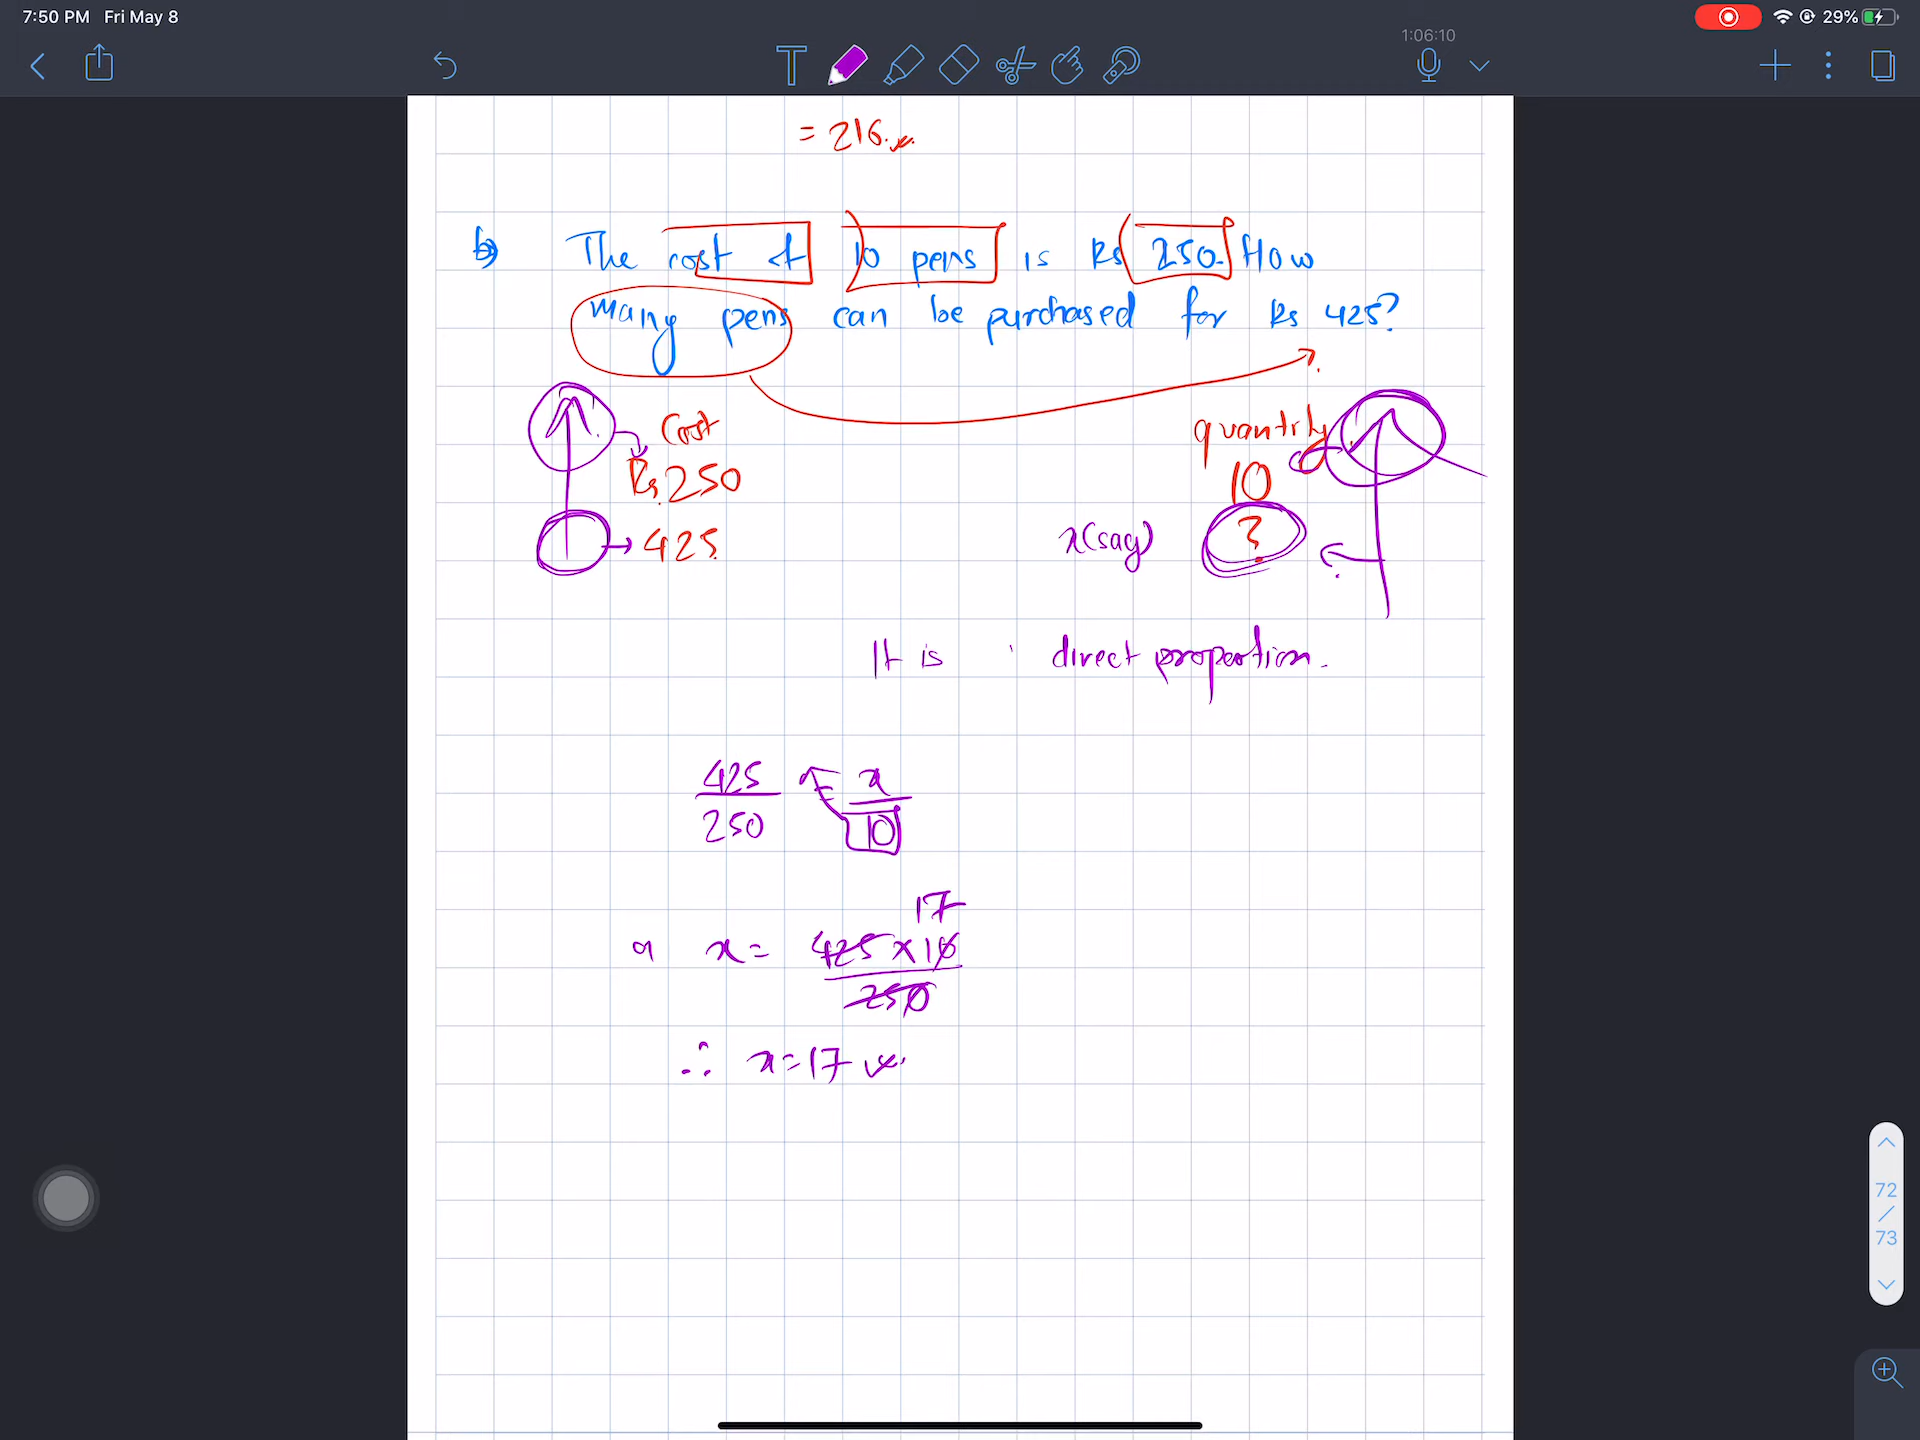 7:50 PM Fri May 8
29%
1:06:10
= 216.
b) The cost of 10 pens is Rs 250. How
many pens can be purchased for Rs 425?
Cost quantity
Rs. 250 10
425 x(say) ?
It is direct proportion.
425/250 = x/10
17
x = 425 x 10 / 250
∴ x = 17
72
/
73